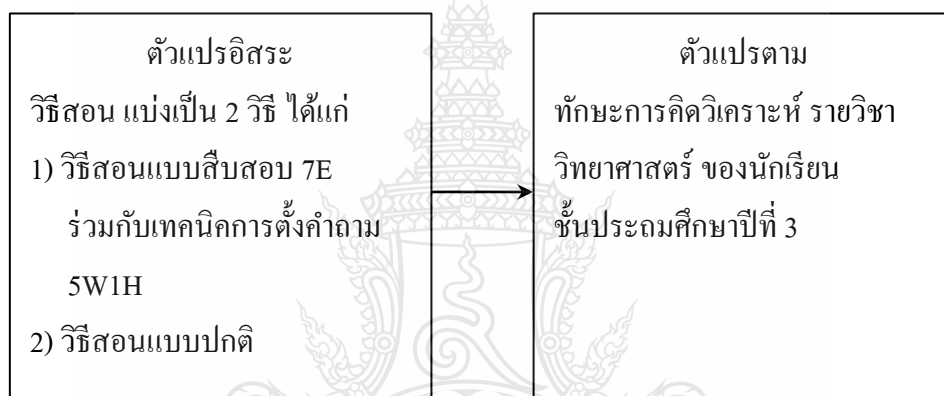 ตัวแปรอิสระ
วิธีสอน แบ่งเป็น 2 วิธี ได้แก่
1) วิธีสอนแบบสืบสอบ 7E
ร่วมกับเทคนิคการตั้งคำถาม
5W1H
2) วิธีสอนแบบปกติ
ตัวแปรตาม
ทักษะการคิดวิเคราะห์ รายวิชา
วิทยาศาสตร์ ของนักเรียน
ชั้นประถมศึกษาปีที่ 3